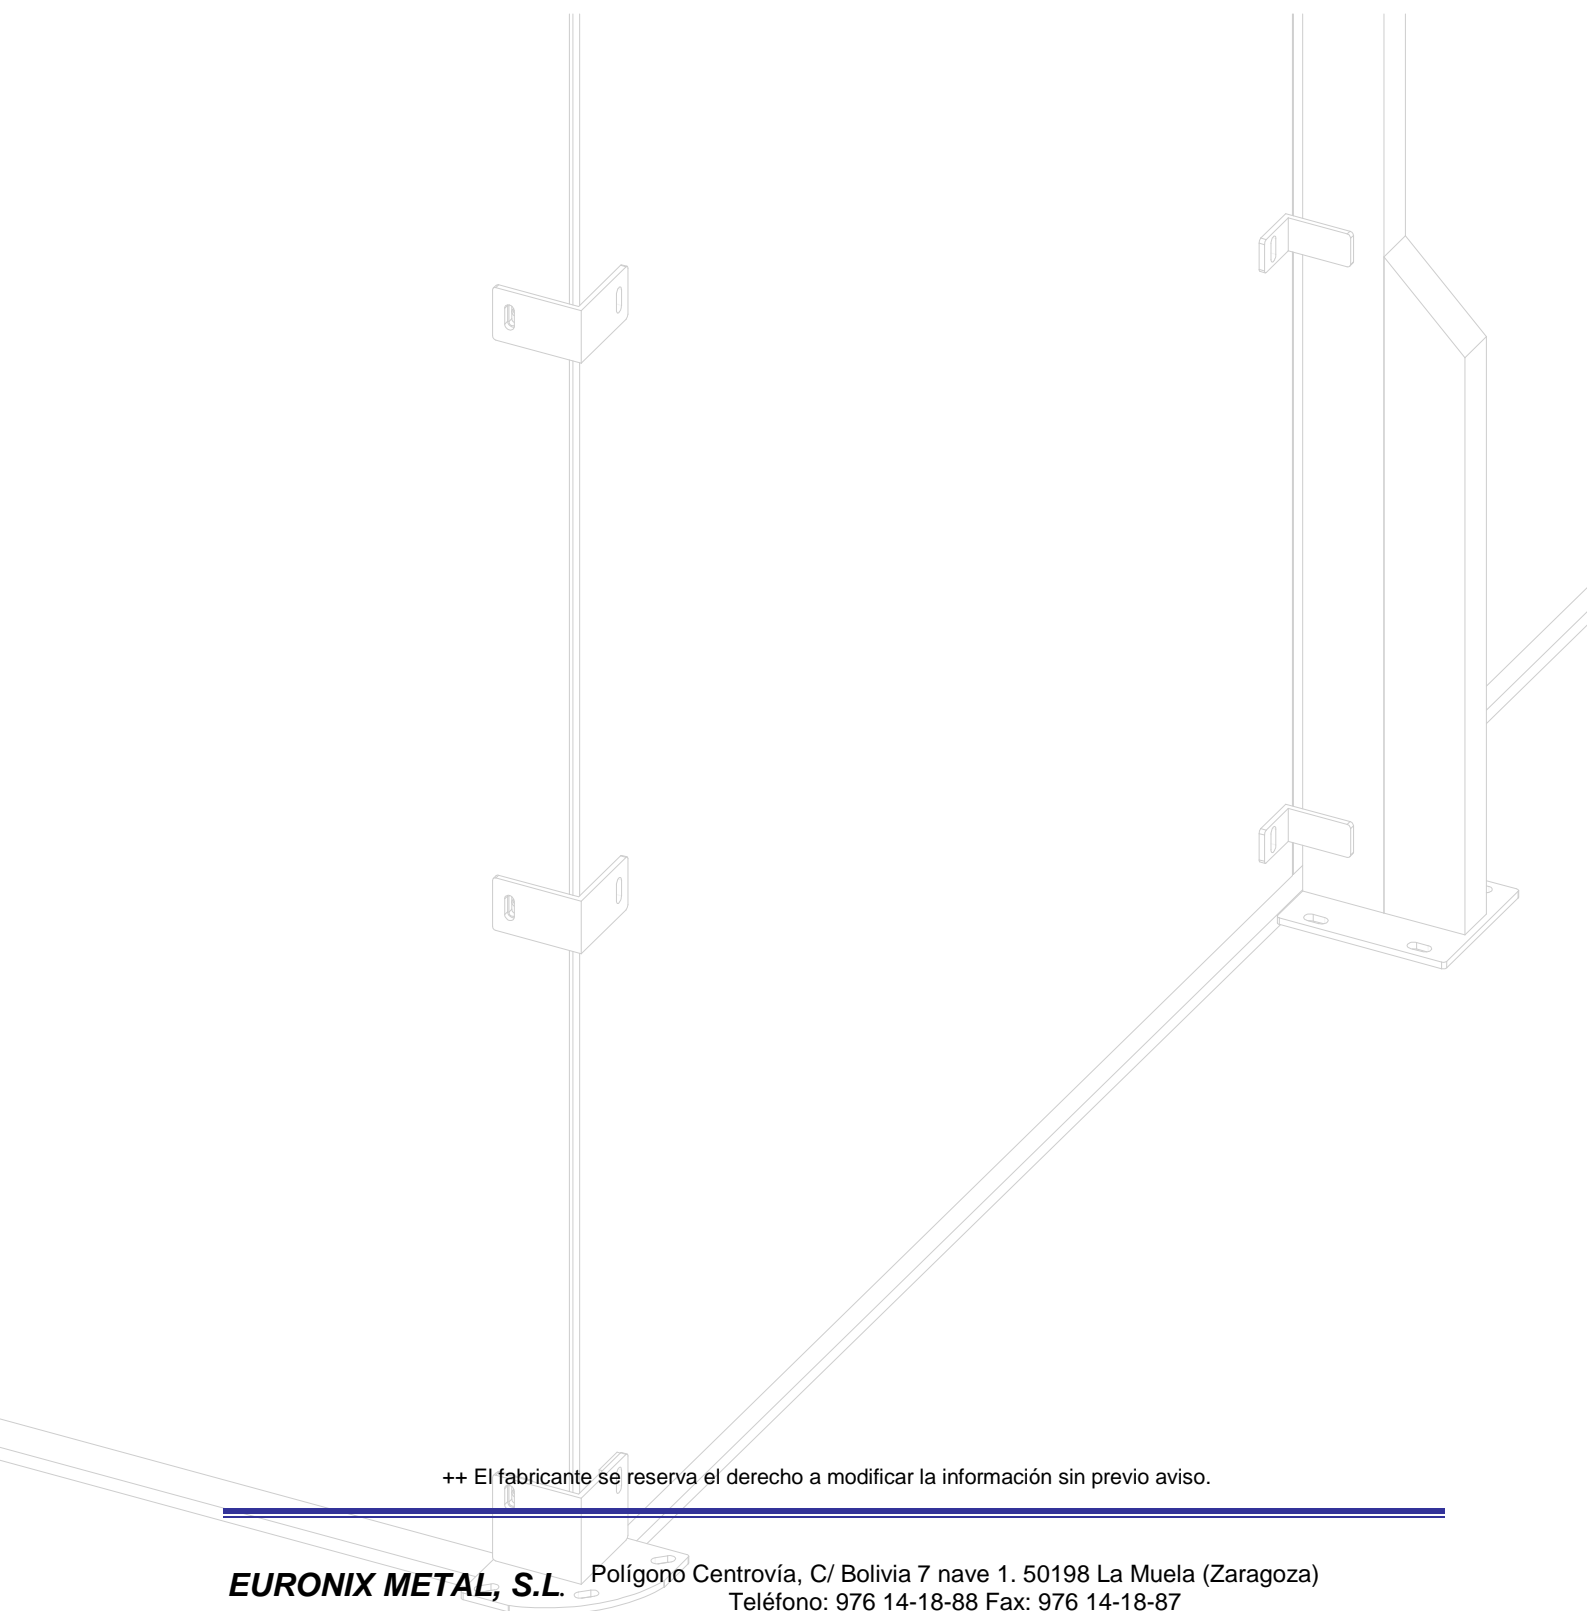 ++ El fabricante se reserva el derecho a modificar la información sin previo aviso.
EURONIX METAL, S.L. Polígono Centrovía, C/ Bolivia 7 nave 1. 50198 La Muela (Zaragoza)
Teléfono: 976 14-18-88 Fax: 976 14-18-87